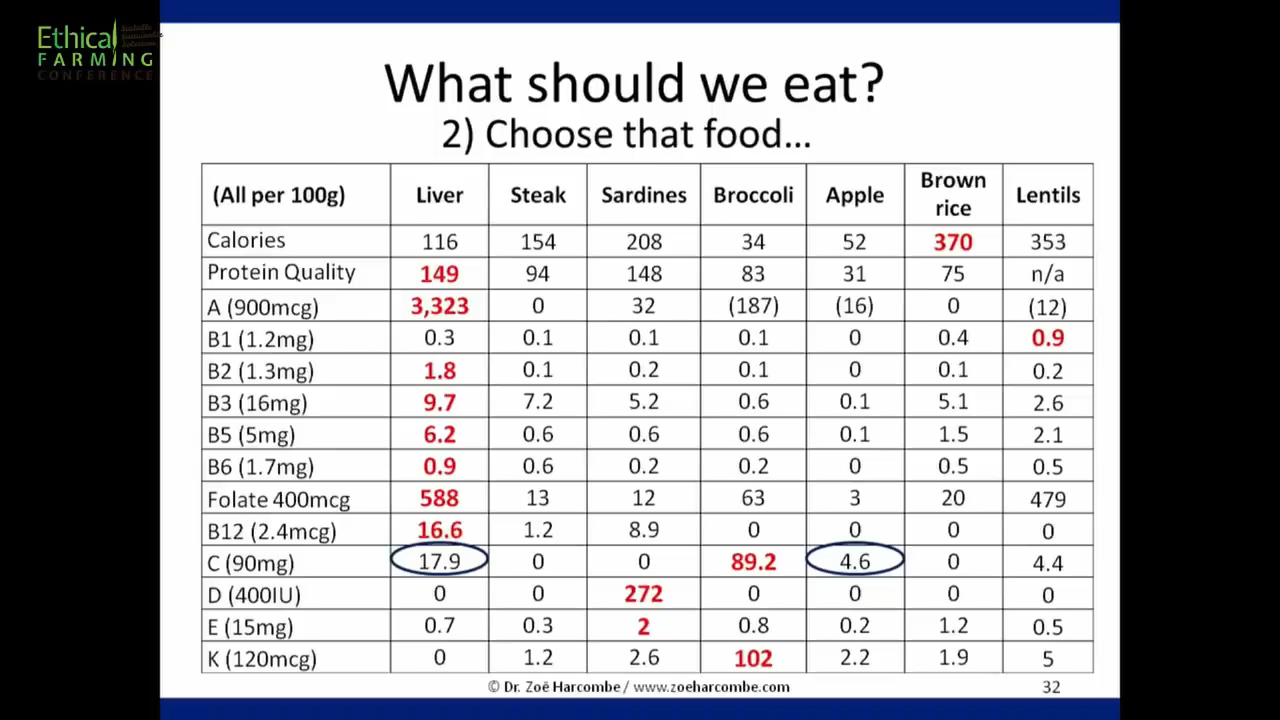 Ethical
FARMING
CONFERENCE
What should we eat?
2) Choose that food...
(All per 100g) Liver Steak Sardines Broccoli Apple Brown rice Lentils
Calories 116 154 208 34 52 370 353
Protein Quality 149 94 148 83 31 75 n/a
A (900mcg) 3,323 0 32 (187) (16) 0 (12)
B1 (1.2mg) 0.3 0.1 0.1 0.1 0 0.4 0.9
B2 (1.3mg) 1.8 0.1 0.2 0.1 0 0.1 0.2
B3 (16mg) 9.7 7.2 5.2 0.6 0.1 5.1 2.6
B5 (5mg) 6.2 0.6 0.6 0.6 0.1 1.5 2.1
B6 (1.7mg) 0.9 0.6 0.2 0.2 0 0.5 0.5
Folate 400mcg 588 13 12 63 3 20 479
B12 (2.4mcg) 16.6 1.2 8.9 0 0 0 0
C (90mg) 17.9 0 0 89.2 4.6 0 4.4
D (400IU) 0 0 272 0 0 0 0
E (15mg) 0.7 0.3 2 0.8 0.2 1.2 0.5
K (120mcg) 0 1.2 2.6 102 2.2 1.9 5
© Dr. Zoë Harcombe / www.zoeharcombe.com 32